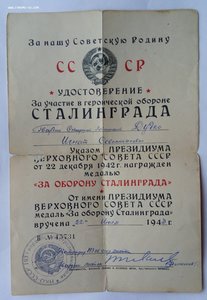 За нашу Советскую Родину
СССР
УДОСТОВЕРЕНИЕ
За участие в героической обороне
СТАЛИНГРАДА
Гвардии
Указом ПРЕЗИДИУМА
ВЕРХОВНОГО СОВЕТА СССР
от 22 декабря 1942 г. награжден
медалью
«ЗА ОБОРОНУ СТАЛИНГРАДА»
От имени ПРЕЗИДИУМА
ВЕРХОВНОГО СОВЕТА СССР
медаль «За оборону Сталинграда»
вручена